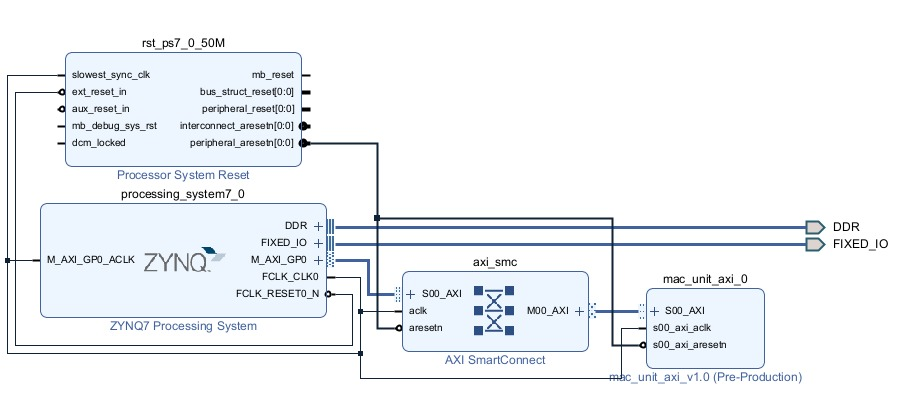 rst_ps7_0_50M
slowest_sync_clk
ext_reset_in
aux_reset_in
mb_debug_sys_rst
dcm_locked
mb_reset
bus_struct_reset[0:0]
peripheral_reset[0:0]
interconnect_aresetn[0:0]
peripheral_aresetn[0:0]
Processor System Reset
processing_system7_0
M_AXI_GP0_ACLK
ZYNQ
DDR
FIXED_IO
M_AXI_GP0
FCLK_CLK0
FCLK_RESET0_N
ZYNQ7 Processing System
axi_smc
S00_AXI
aclk
aresetn
M00_AXI
AXI SmartConnect
mac_unit_axi_0
S00_AXI
s00_axi_aclk
s00_axi_aresetn
mac_unit_axi_v1.0 (Pre-Production)
DDR
FIXED_IO